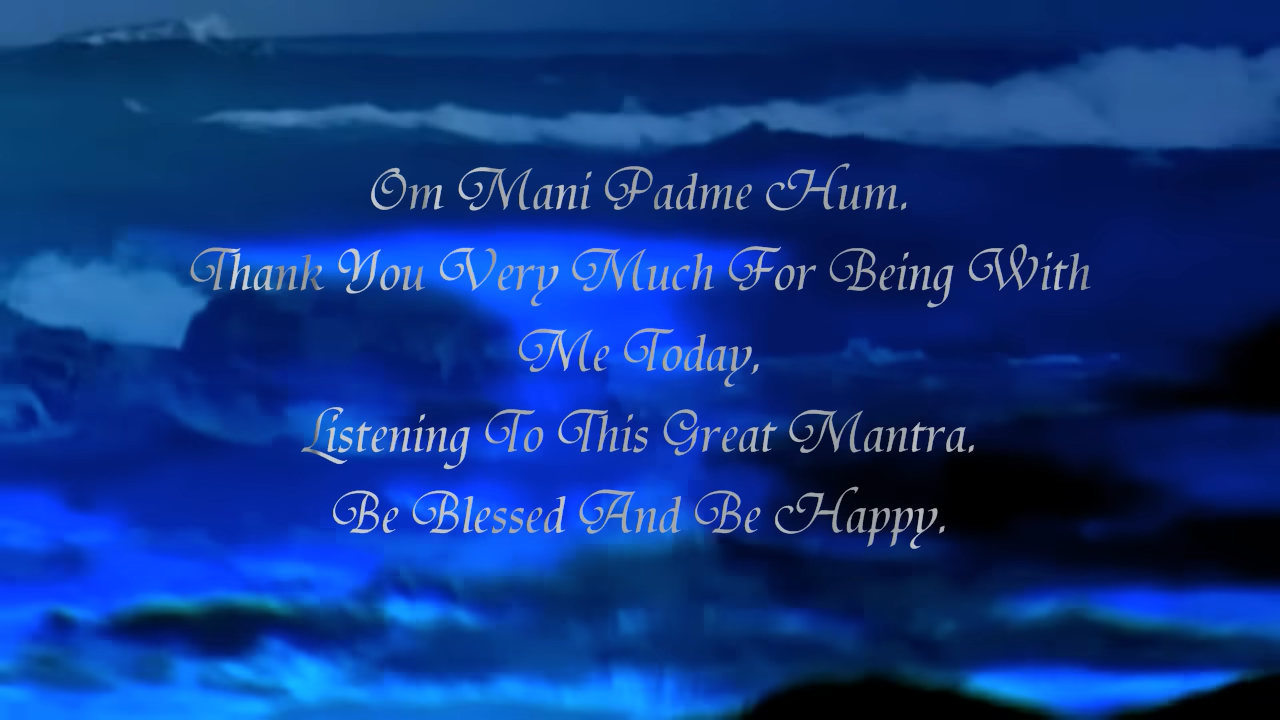 Om Mani Padme Hum.
Thank You Very Much For Being With
Me Today,
Listening To This Great Mantra.
Be Blessed And Be Happy.